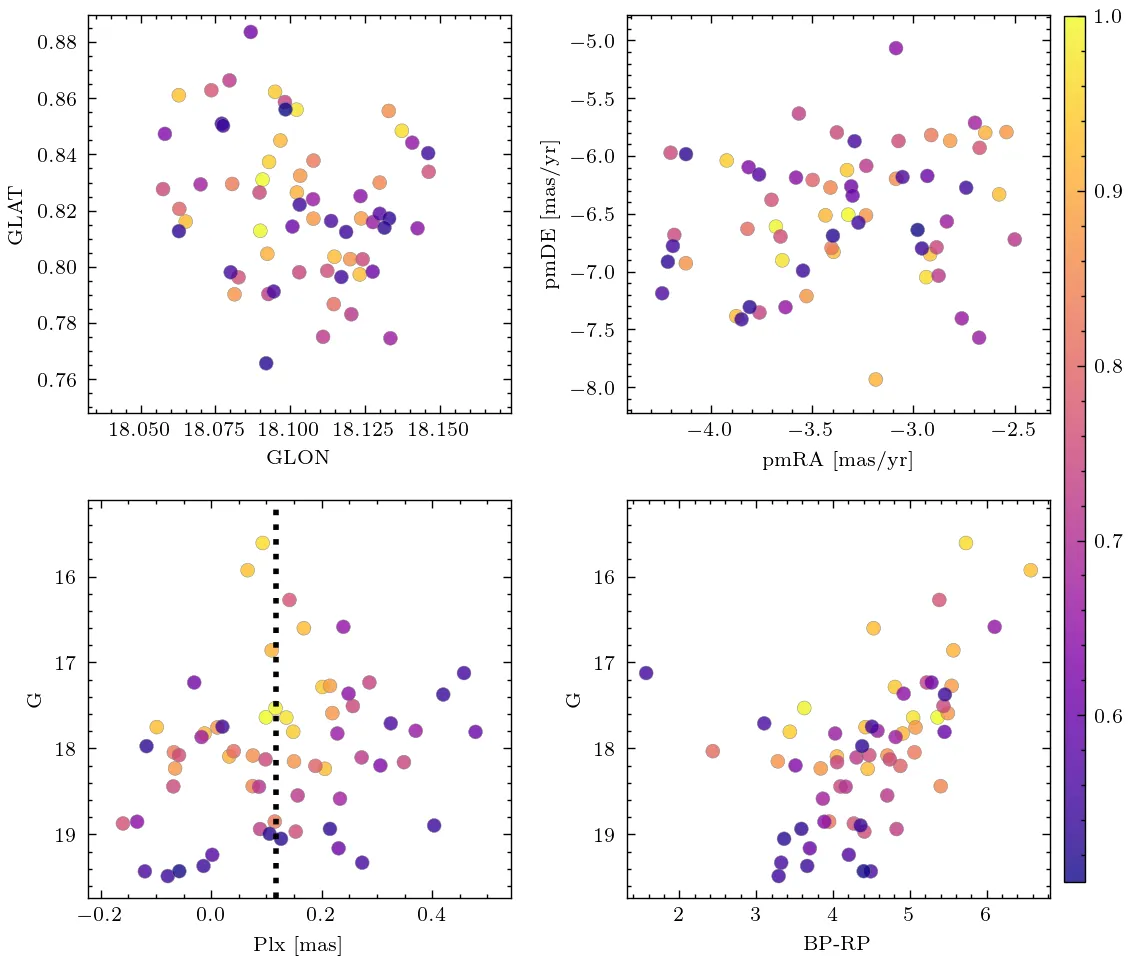 0.88
0.86
0.84
0.82
0.80
0.78
0.76
GLAT
18.050 18.075 18.100 18.125 18.150
GLON
−5.0
−5.5
−6.0
−6.5
−7.0
−7.5
−8.0
pmDE [mas/yr]
−4.0 −3.5 −3.0 −2.5
pmRA [mas/yr]
1.0
0.9
0.8
0.7
0.6
16
17
18
19
G
−0.2 0.0 0.2 0.4
Plx [mas]
16
17
18
19
G
2 3 4 5 6
BP-RP